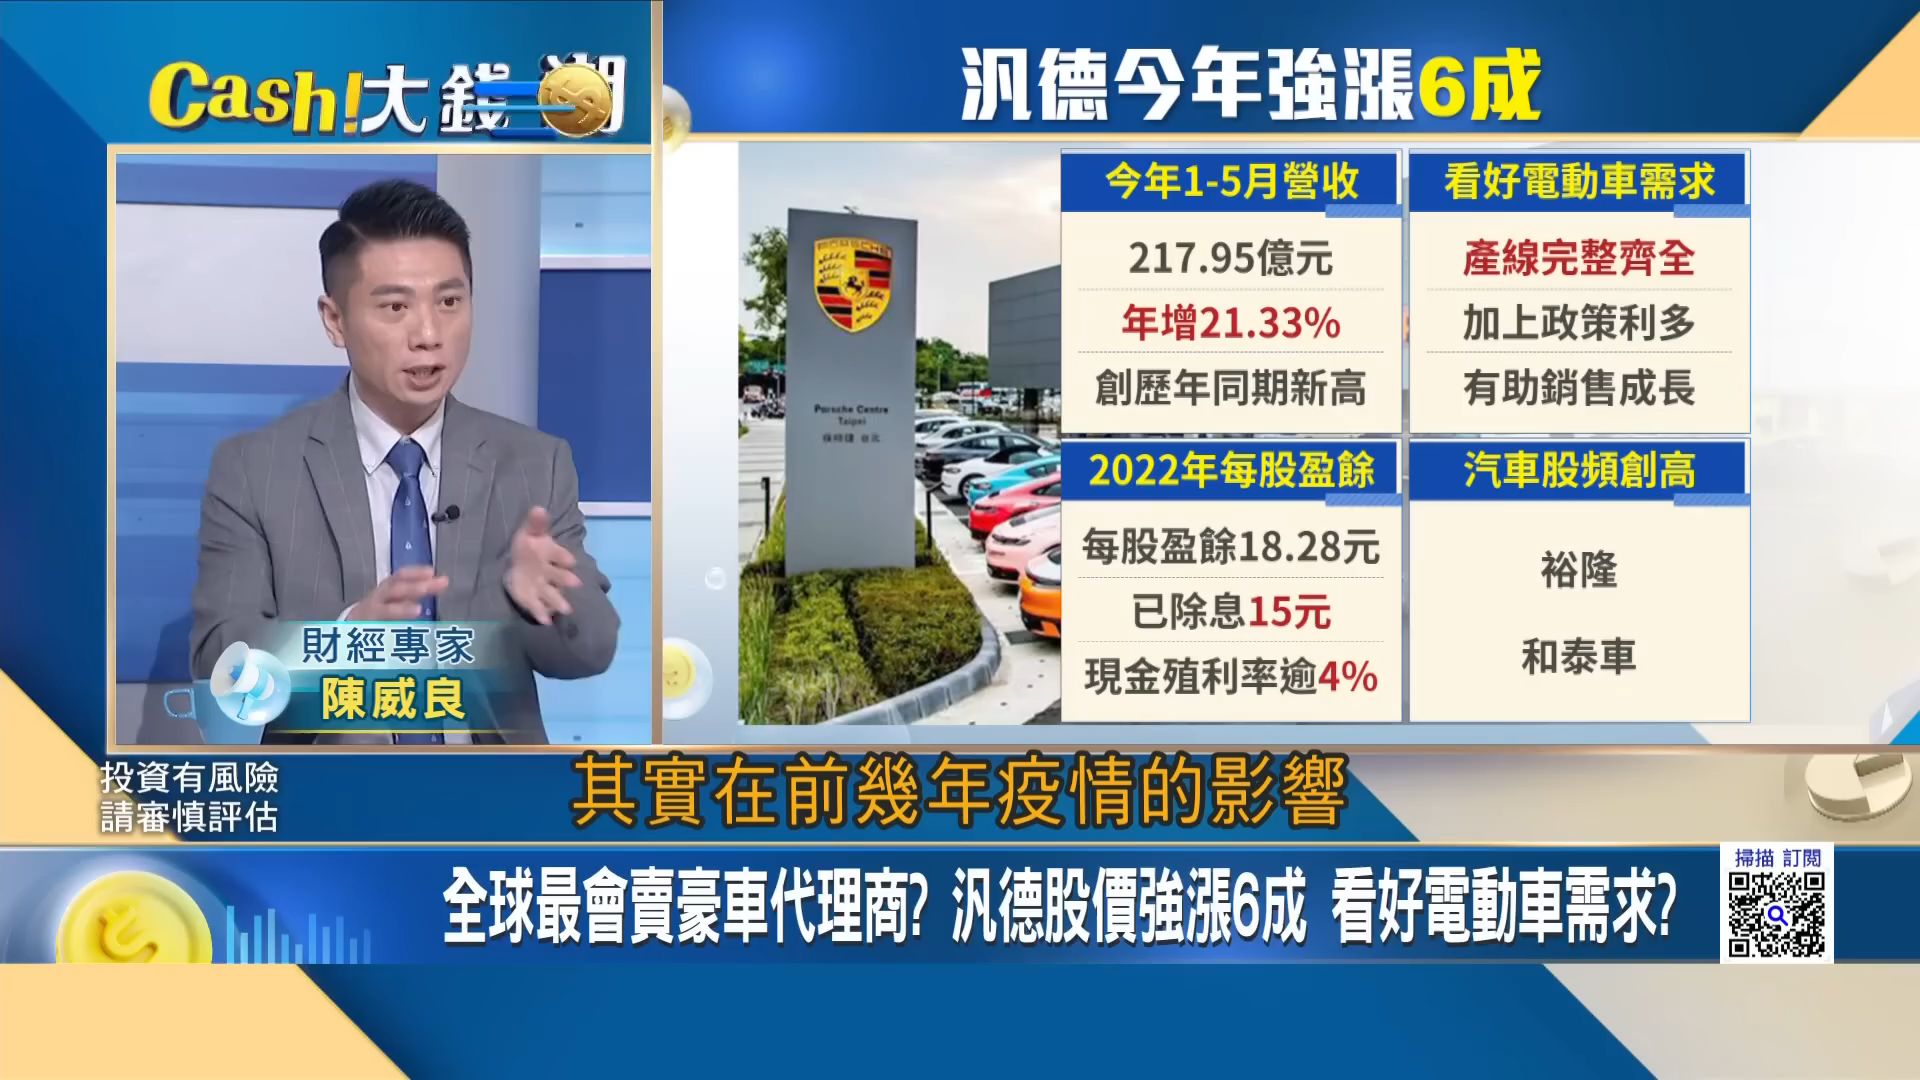 Cash!大錢潮
汎德今年強漲6成
PORSCHE
Porsche Centre
Taipei
保時捷 台北
今年1-5月營收
217.95億元
年增21.33%
創歷年同期新高
看好電動車需求
產線完整齊全
加上政策利多
有助銷售成長
2022年每股盈餘
每股盈餘18.28元
已除息15元
現金殖利率逾4%
汽車股頻創高
裕隆
和泰車
財經專家
陳威良
投資有風險
請審慎評估
其實在前幾年疫情的影響
全球最會賣豪車代理商? 汎德股價強漲6成 看好電動車需求?
掃描 訂閱